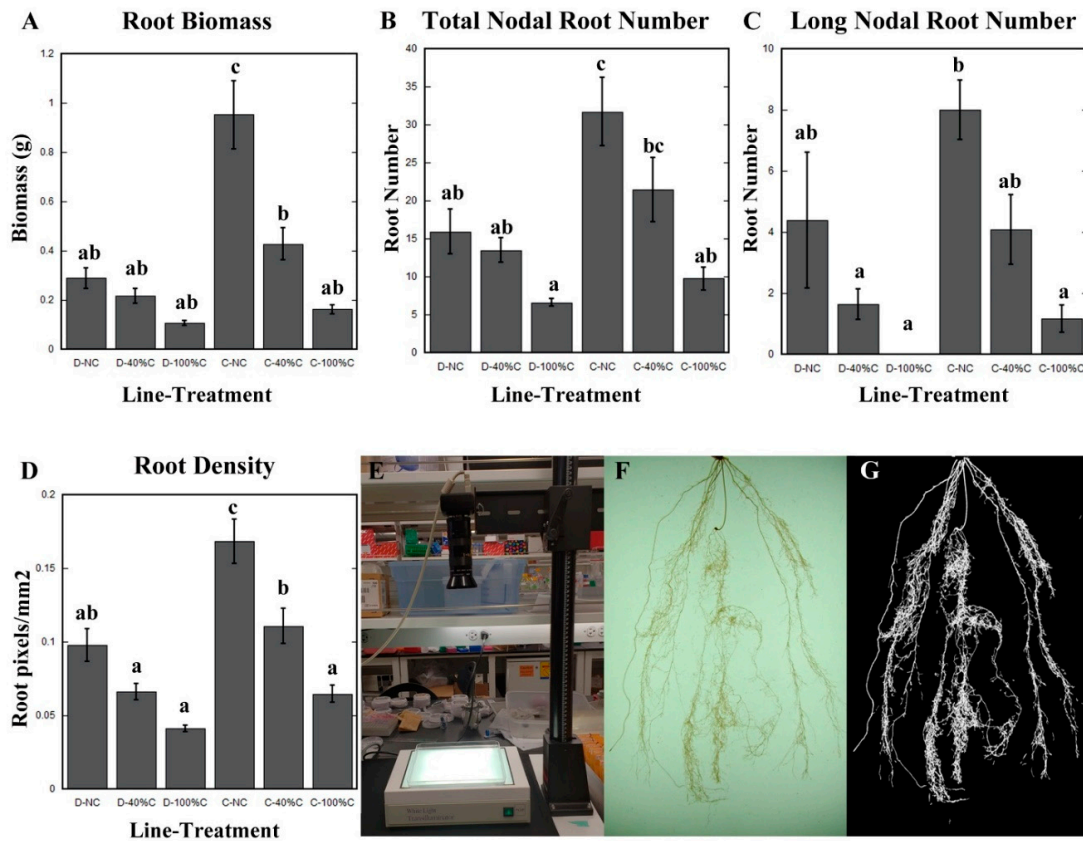 A Root Biomass
Biomass (g)
1.2
1
0.8
0.6
0.4
0.2
0
ab
ab
ab
c
b
ab
D-NC D-40%C D-100%C C-NC C-40%C C-100%C
Line-Treatment
B Total Nodal Root Number
Root Number
40
35
30
25
20
15
10
5
0
ab
ab
a
c
bc
ab
D-NC D-40%C D-100%C C-NC C-40%C C-100%C
Line-Treatment
C Long Nodal Root Number
Root Number
10
8
6
4
2
0
ab
a
a
b
ab
a
D-NC D-40%C D-100%C C-NC C-40%C C-100%C
Line-Treatment
D Root Density
Root pixels/mm2
0.2
0.15
0.1
0.05
0
ab
a
a
c
b
a
D-NC D-40%C D-100%C C-NC C-40%C C-100%C
Line-Treatment
E
F
G